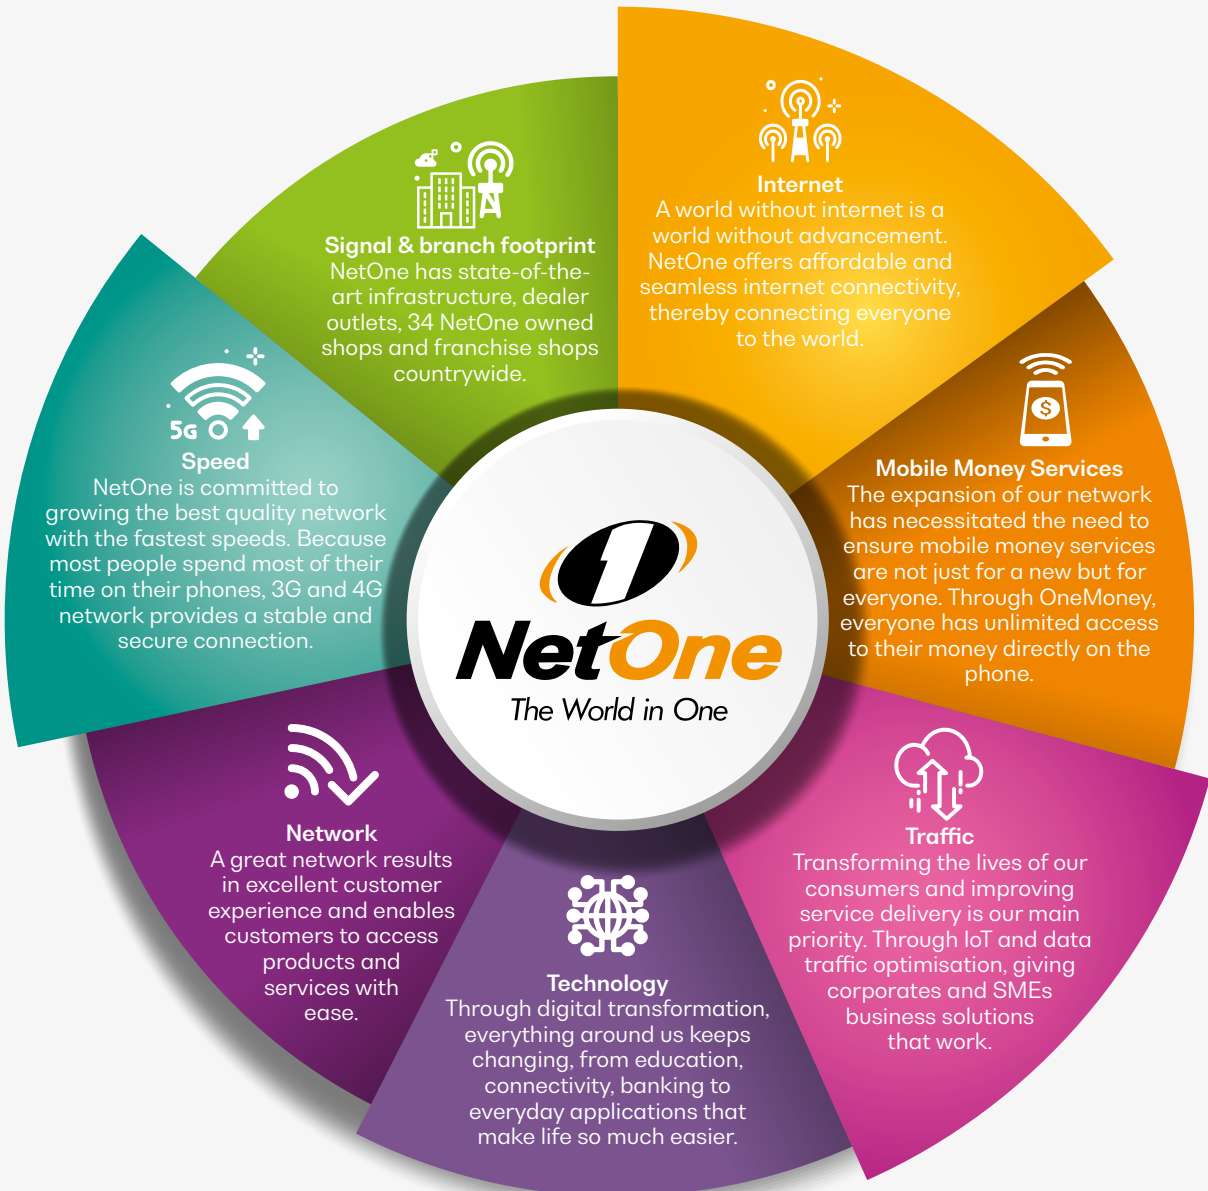 Internet
A world without internet is a
world without advancement.
NetOne offers affordable and
seamless internet connectivity,
thereby connecting everyone
to the world.
Mobile Money Services
The expansion of our network
has necessitated the need to
ensure mobile money services
are not just for a new but for
everyone. Through OneMoney,
everyone has unlimited access
to their money directly on the
phone.
Traffic
Transforming the lives of our
consumers and improving
service delivery is our main
priority. Through IoT and data
traffic optimisation, giving
corporates and SMEs
business solutions
that work.
Technology
Through digital transformation,
everything around us keeps
changing, from education,
connectivity, banking to
everyday applications that
make life so much easier.
Network
A great network results
in excellent customer
experience and enables
customers to access
products and
services with
ease.
5G
Speed
NetOne is committed to
growing the best quality network
with the fastest speeds. Because
most people spend most of their
time on their phones, 3G and 4G
network provides a stable and
secure connection.
Signal & branch footprint
NetOne has state-of-the-
art infrastructure, dealer
outlets, 34 NetOne owned
shops and franchise shops
countrywide.
1
NetOne
The World in One
$